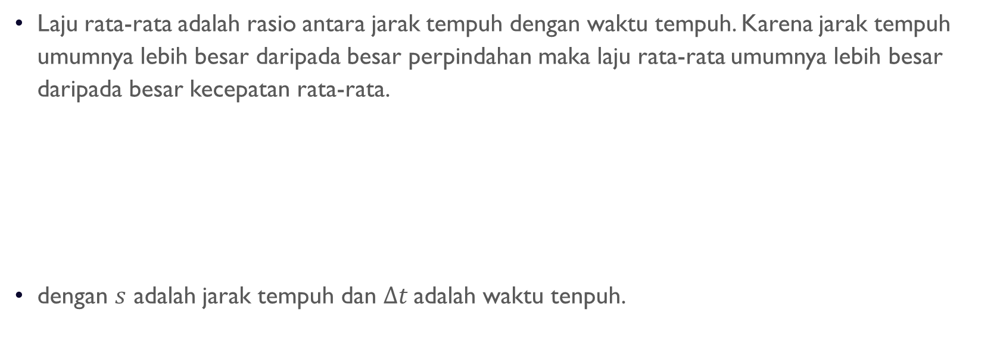 • Laju rata-rata adalah rasio antara jarak tempuh dengan waktu tempuh. Karena jarak tempuh
umumnya lebih besar daripada besar perpindahan maka laju rata-rata umumnya lebih besar
daripada besar kecepatan rata-rata.
• dengan s adalah jarak tempuh dan Δt adalah waktu tenpuh.